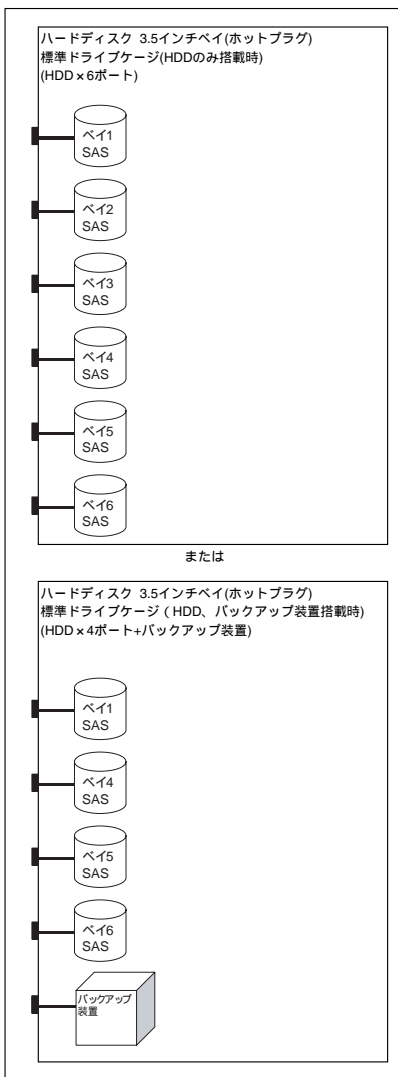 ハードディスク 3.5インチベイ(ホットプラグ)
標準ドライブケージ(HDDのみ搭載時)
(HDD×6ポート)
ベイ1
SAS
ベイ2
SAS
ベイ3
SAS
ベイ4
SAS
ベイ5
SAS
ベイ6
SAS
または
ハードディスク 3.5インチベイ(ホットプラグ)
標準ドライブケージ(HDD、バックアップ装置搭載時)
(HDD×4ポート+バックアップ装置)
ベイ1
SAS
ベイ4
SAS
ベイ5
SAS
ベイ6
SAS
バックアップ
装置